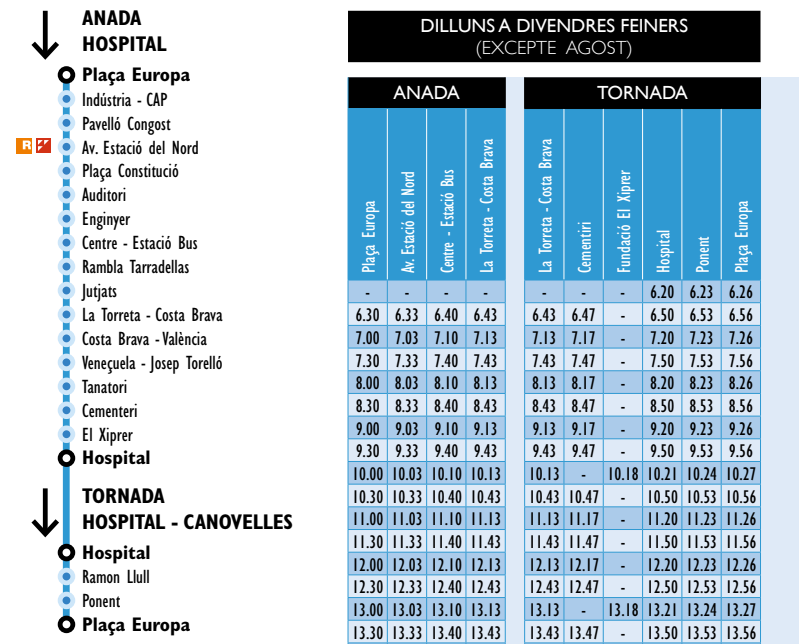 ANADA
HOSPITAL
Plaça Europa
Indústria - CAP
Pavelló Congost
R
Av. Estació del Nord
Plaça Constitució
Auditori
Enginyer
Centre - Estació Bus
Rambla Tarradellas
Jutjats
La Torreta - Costa Brava
Costa Brava - València
Veneçuela - Josep Torelló
Tanatori
Cementeri
El Xiprer
Hospital
TORNADA
HOSPITAL - CANOVELLES
Hospital
Ramon Llull
Ponent
Plaça Europa
DILLUNS A DIVENDRES FEINERS
(EXCEPTE AGOST)
ANADA TORNADA
Plaça Europa
Av. Estació del Nord
Centre - Estació Bus
La Torreta - Costa Brava
La Torreta - Costa Brava
Cementiri
Fundació El Xiprer
Hospital
Ponent
Plaça Europa
- - - - - - - 6.20 6.23 6.26
6.30 6.33 6.40 6.43 6.43 6.47 - 6.50 6.53 6.56
7.00 7.03 7.10 7.13 7.13 7.17 - 7.20 7.23 7.26
7.30 7.33 7.40 7.43 7.43 7.47 - 7.50 7.53 7.56
8.00 8.03 8.10 8.13 8.13 8.17 - 8.20 8.23 8.26
8.30 8.33 8.40 8.43 8.43 8.47 - 8.50 8.53 8.56
9.00 9.03 9.10 9.13 9.13 9.17 - 9.20 9.23 9.26
9.30 9.33 9.40 9.43 9.43 9.47 - 9.50 9.53 9.56
10.00 10.03 10.10 10.13 10.13 - 10.18 10.21 10.24 10.27
10.30 10.33 10.40 10.43 10.43 10.47 - 10.50 10.53 10.56
11.00 11.03 11.10 11.13 11.13 11.17 - 11.20 11.23 11.26
11.30 11.33 11.40 11.43 11.43 11.47 - 11.50 11.53 11.56
12.00 12.03 12.10 12.13 12.13 12.17 - 12.20 12.23 12.26
12.30 12.33 12.40 12.43 12.43 12.47 - 12.50 12.53 12.56
13.00 13.03 13.10 13.13 13.13 - 13.18 13.21 13.24 13.27
13.30 13.33 13.40 13.43 13.43 13.47 - 13.50 13.53 13.56